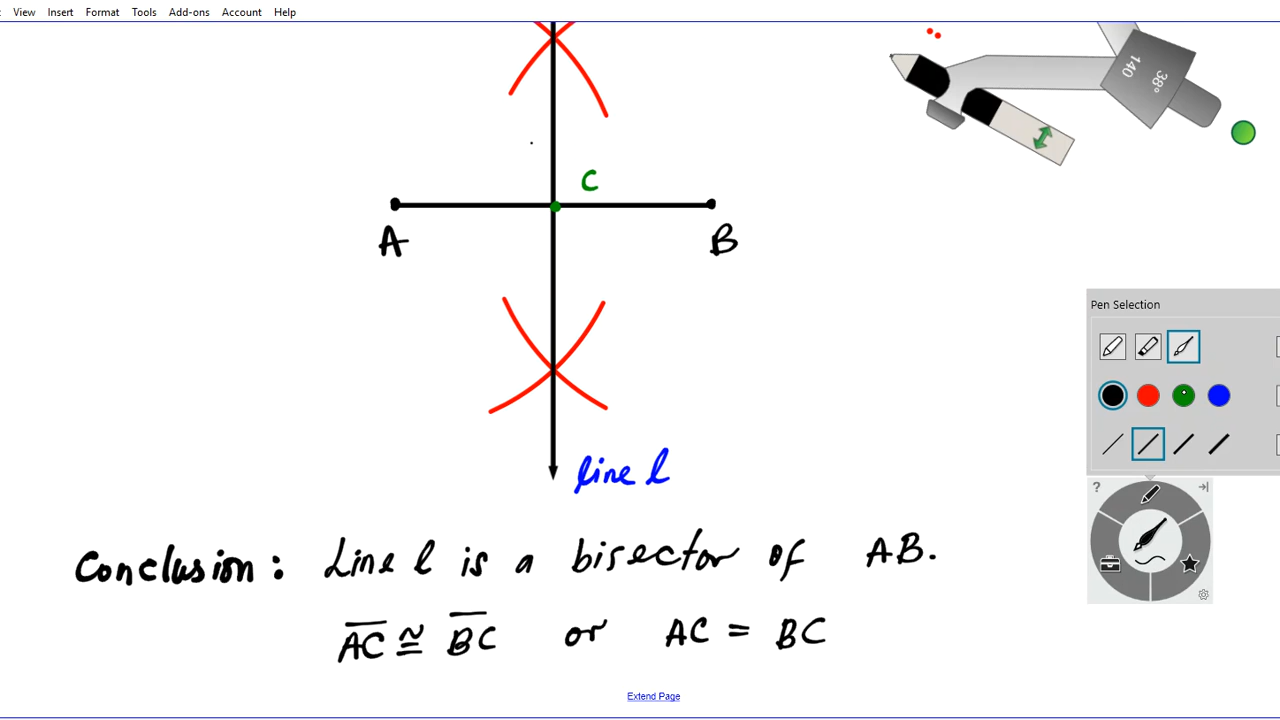 View Insert Format Tools Add-ons Account Help
140
38°
C
A B
Pen Selection
line l
?
Conclusion: Line l is a bisector of AB.
AC ≅ BC or AC = BC
Extend Page